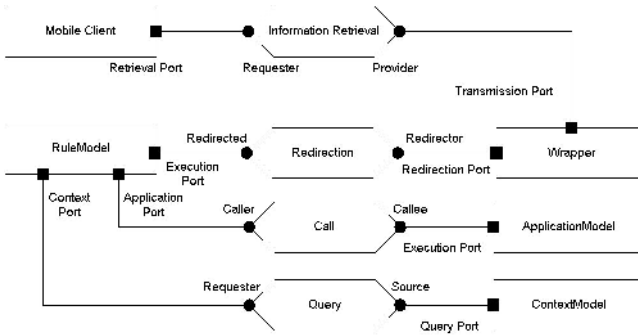 Mobile Client
Information Retrieval
Retrieval Port
Requester
Provider
Transmission Port
Redirected
Redirector
RuleModel
Redirection
Wrapper
Execution
Port
Redirection Port
Context
Port
Application
Port
Caller
Callee
Call
ApplicationModel
Execution Port
Requester
Source
Query
ContextModel
Query Port